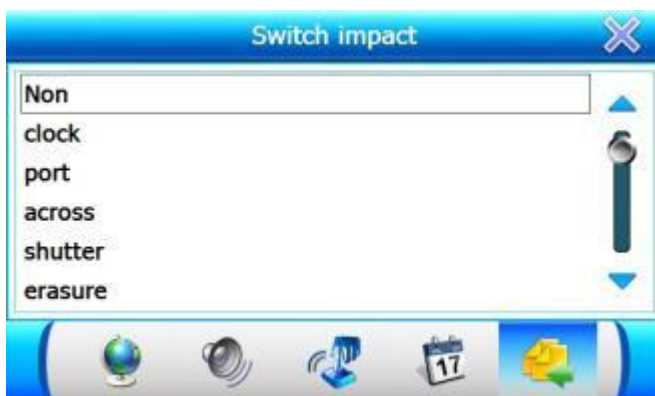 Switch impact
Non
clock
port
across
shutter
erasure
17